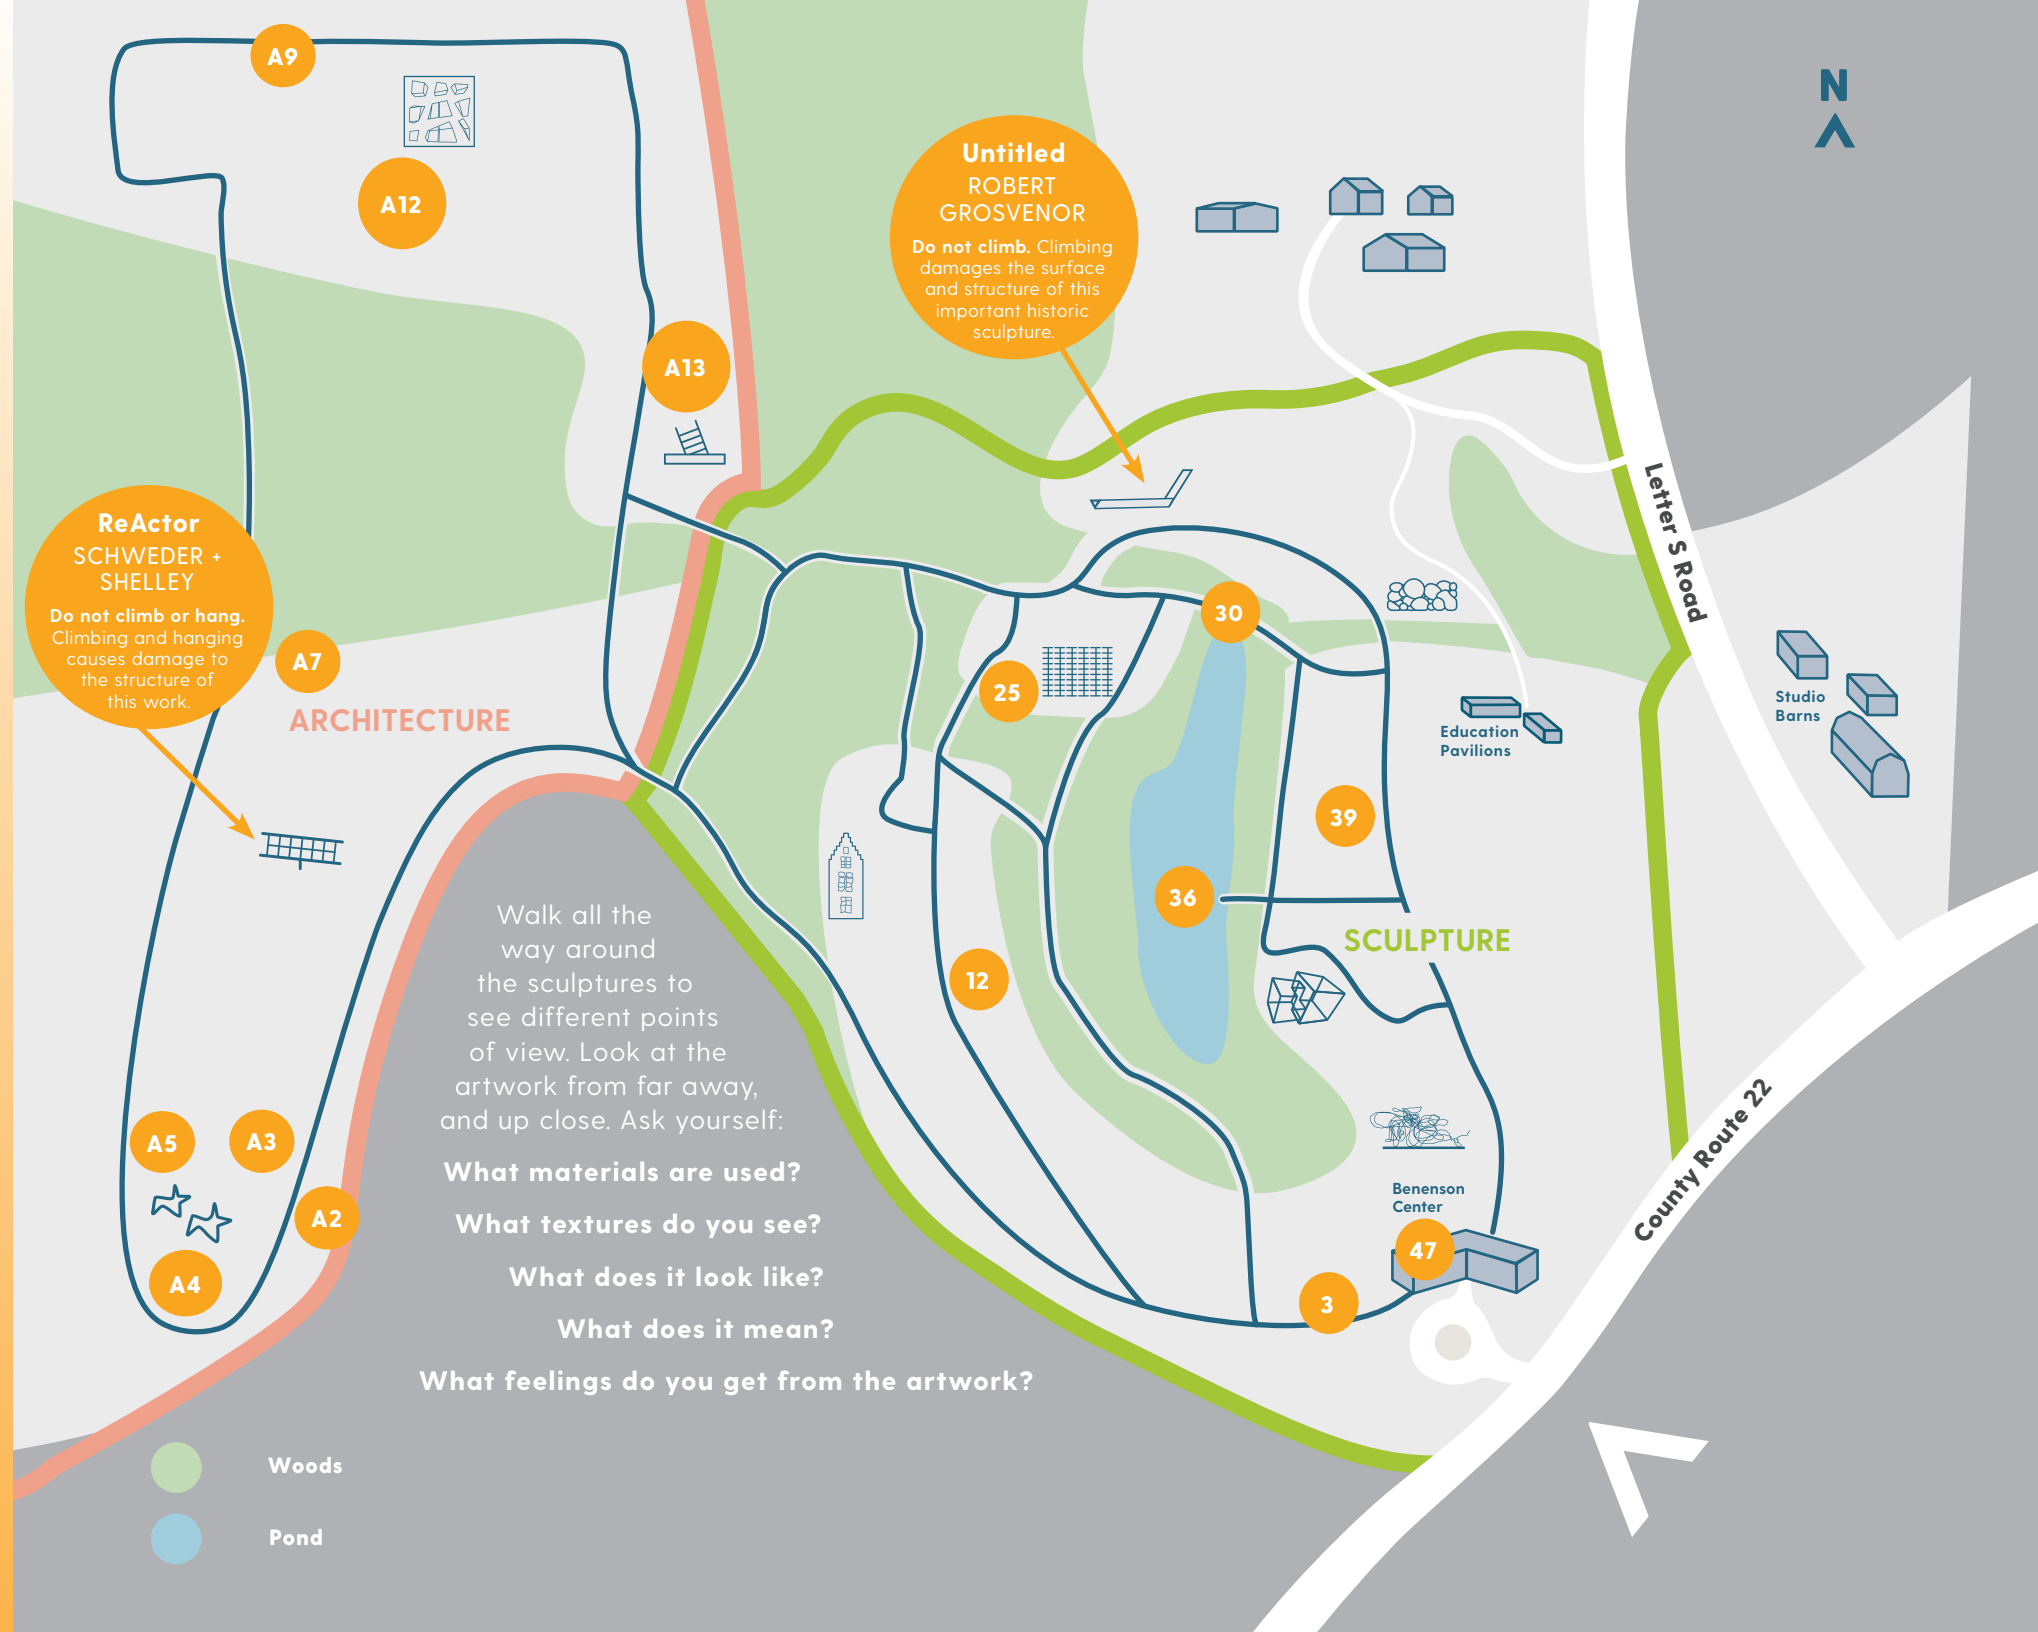 A9
N
A12
Untitled
ROBERT
GROSVENOR
Do not climb. Climbing
damages the surface
and structure of this
important historic
sculpture.
A13
Letter S Road
ReActor
SCHWEDER +
SHELLEY
Do not climb or hang.
Climbing and hanging
causes damage to
the structure of
this work.
A7
ARCHITECTURE
30
25
Studio
Barns
Education
Pavilions
39
36
SCULPTURE
12
Walk all the
way around
the sculptures to
see different points
of view. Look at the
artwork from far away,
and up close. Ask yourself:
What materials are used?
What textures do you see?
What does it look like?
What does it mean?
What feelings do you get from the artwork?
A5
A3
A2
A4
County Route 22
Benenson
Center
47
3
Woods
Pond